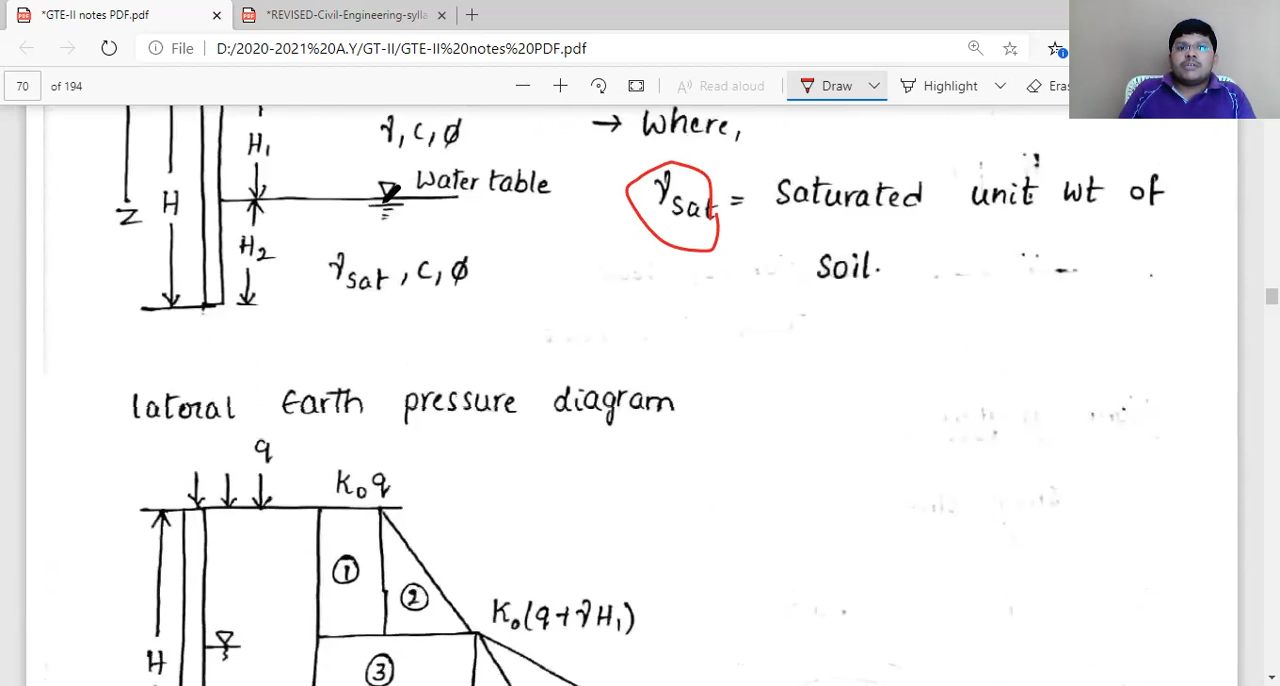 *GTE-II notes PDF.pdf
*REVISED-Civil-Engineering-sylla
File D:/2020-2021%20A.Y/GT-II/GTE-II%20notes%20PDF.pdf
70 of 194
Read aloud
Draw
Highlight
Eras
H1
γ, c, ϕ
→ Where,
Water table
Z
H
γsat = Saturated unit wt of
H2
γsat, c, ϕ
soil.
lateral Earth pressure diagram
q
K0q
①
②
K0(q+γH1)
H
③